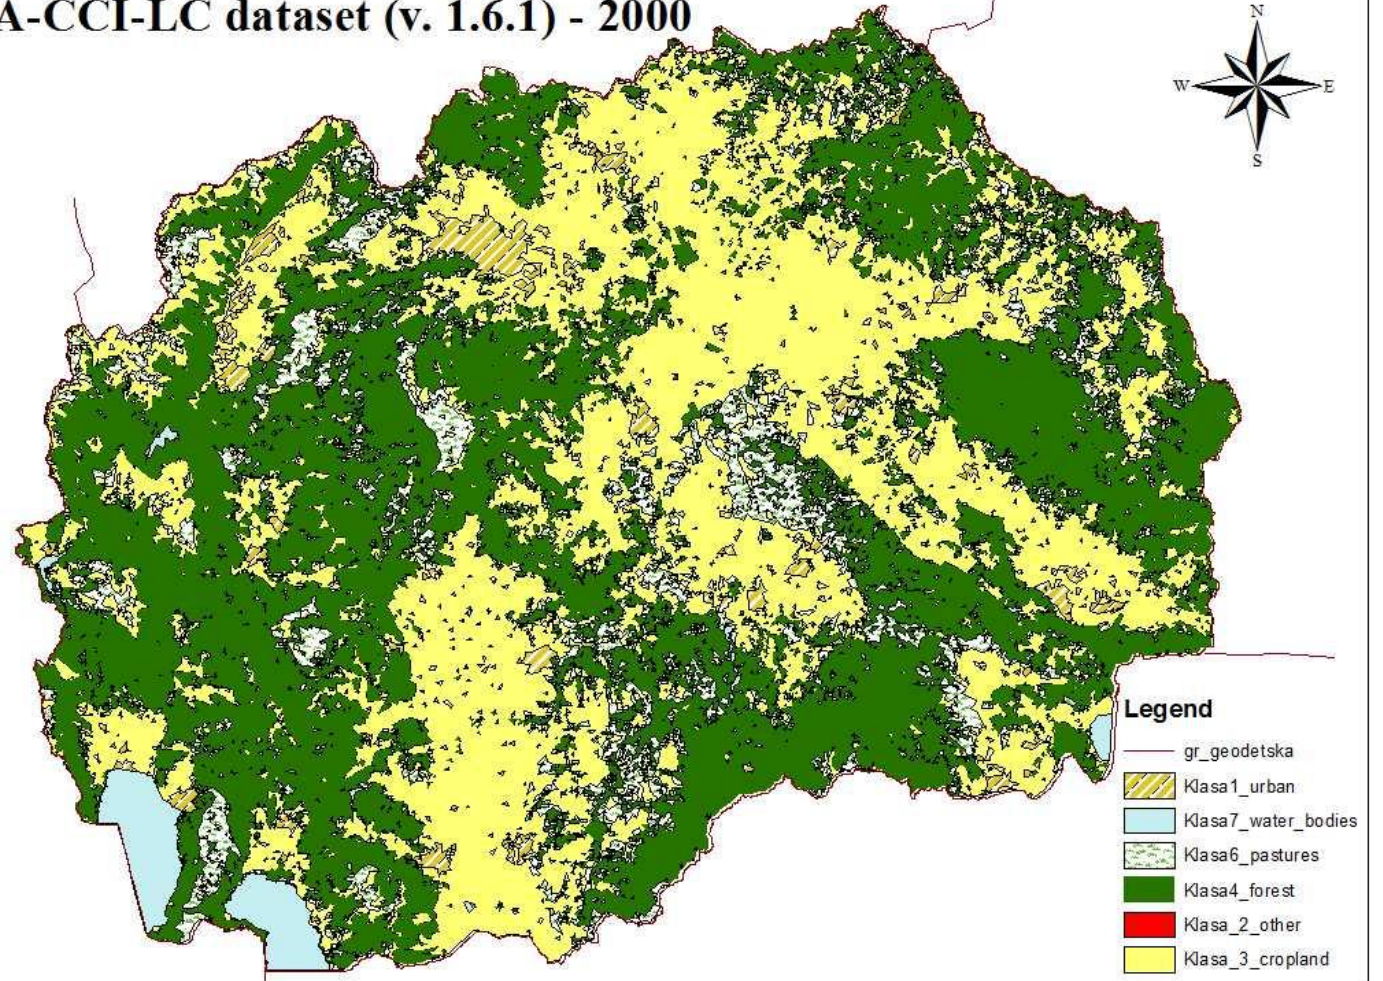 A-CCI-LC dataset (v. 1.6.1) - 2000
N
W
E
S
Legend
gr_geodetska
Klasa1_urban
Klasa7_water_bodies
Klasa6_pastures
Klasa4_forest
Klasa_2_other
Klasa_3_cropland